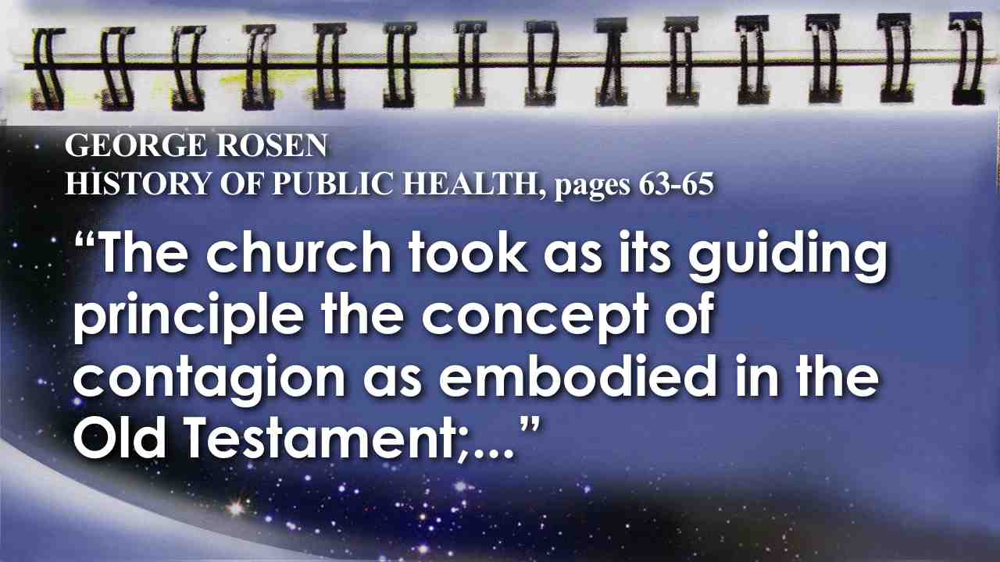 GEORGE ROSEN
HISTORY OF PUBLIC HEALTH, pages 63-65
“The church took as its guiding
principle the concept of
contagion as embodied in the
Old Testament;...”